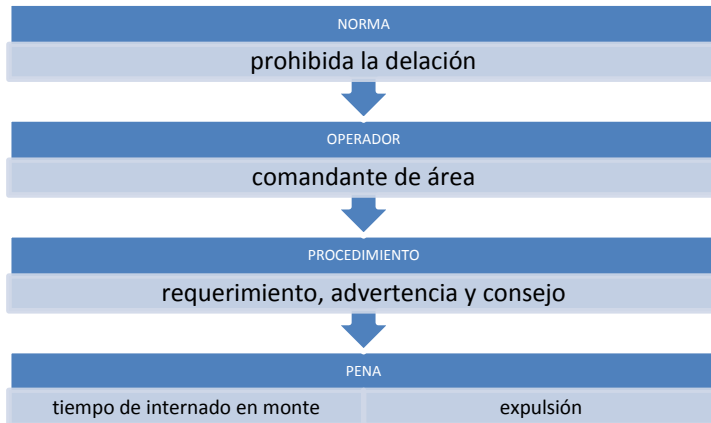 NORMA
prohibida la delación
OPERADOR
comandante de área
PROCEDIMIENTO
requerimiento, advertencia y consejo
PENA
tiempo de internado en monte
expulsión